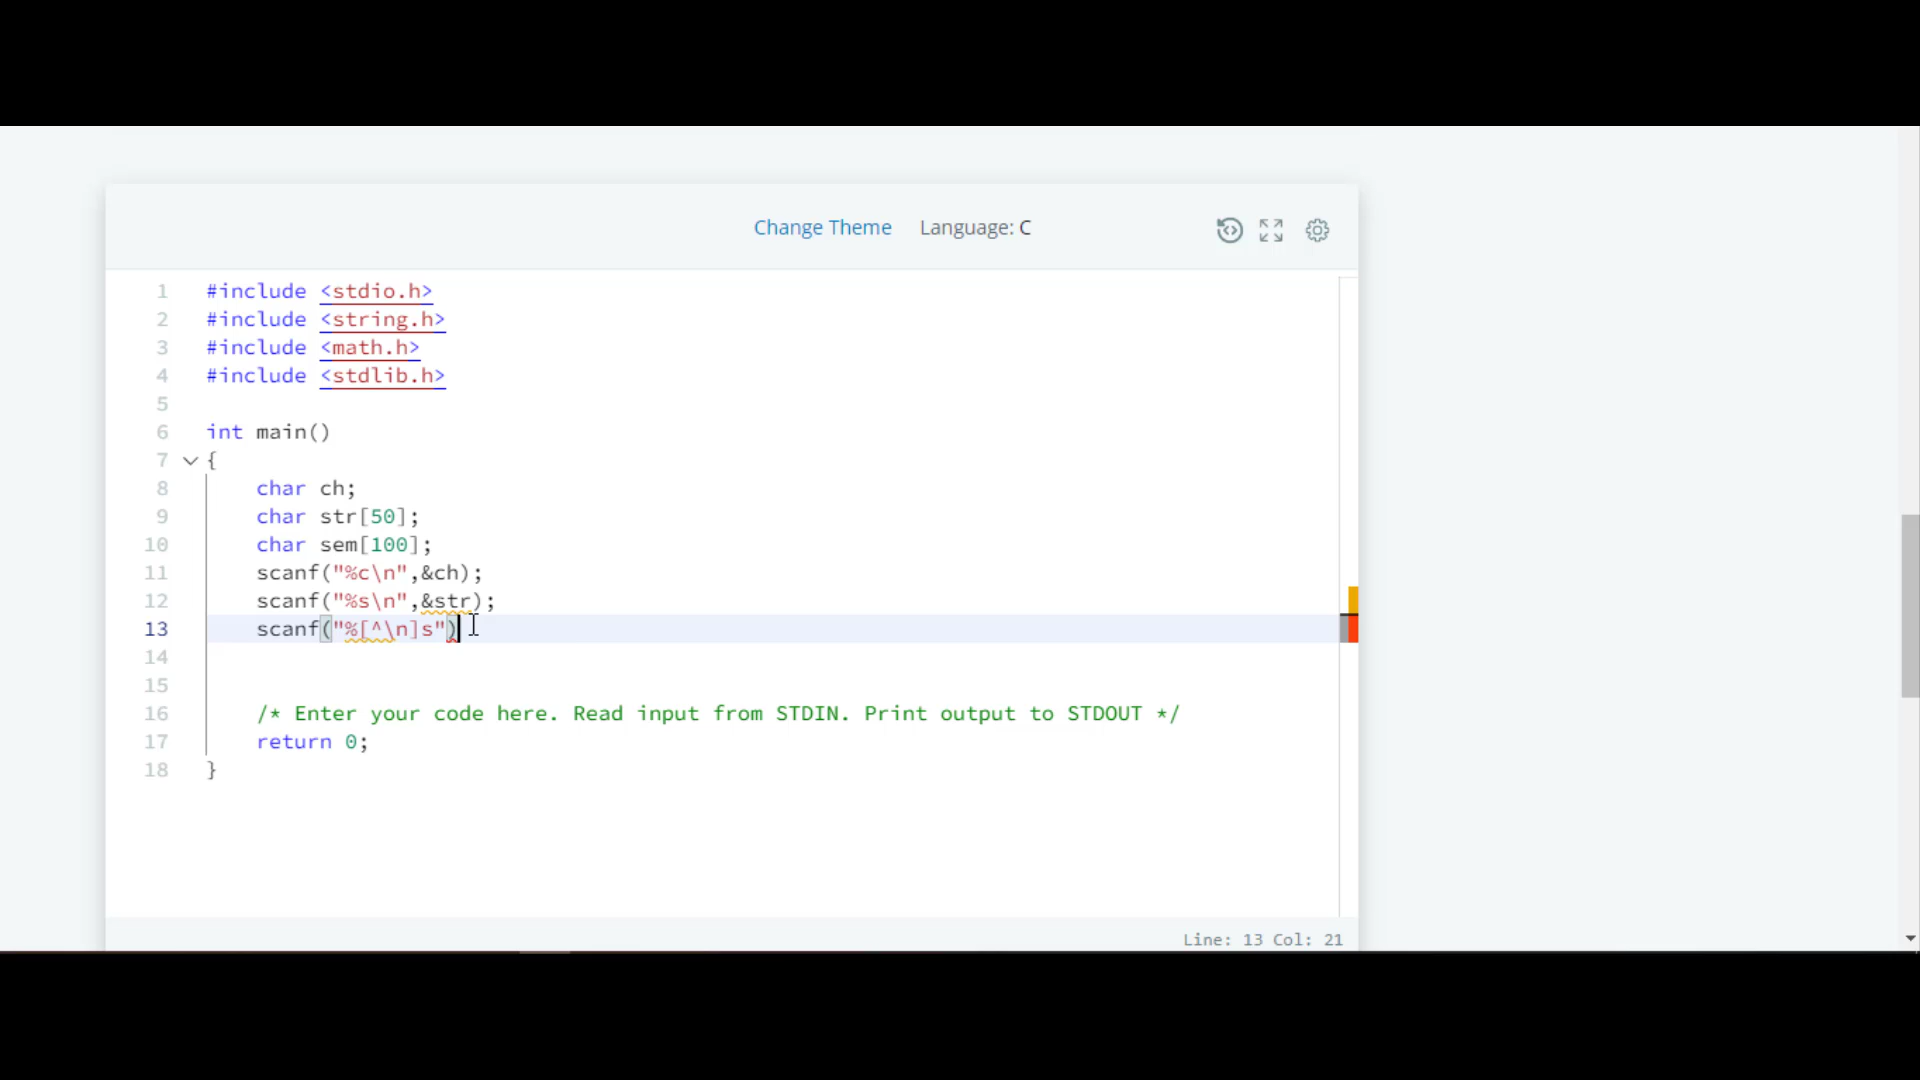 Change Theme Language: C
1 #include <stdio.h>
2 #include <string.h>
3 #include <math.h>
4 #include <stdlib.h>
5
6 int main()
7 {
8 char ch;
9 char str[50];
10 char sem[100];
11 scanf("%c\n",&ch);
12 scanf("%s\n",&str);
13 scanf("%[^\n]s")
14
15
16 /* Enter your code here. Read input from STDIN. Print output to STDOUT */
17 return 0;
18 }
Line: 13 Col: 21